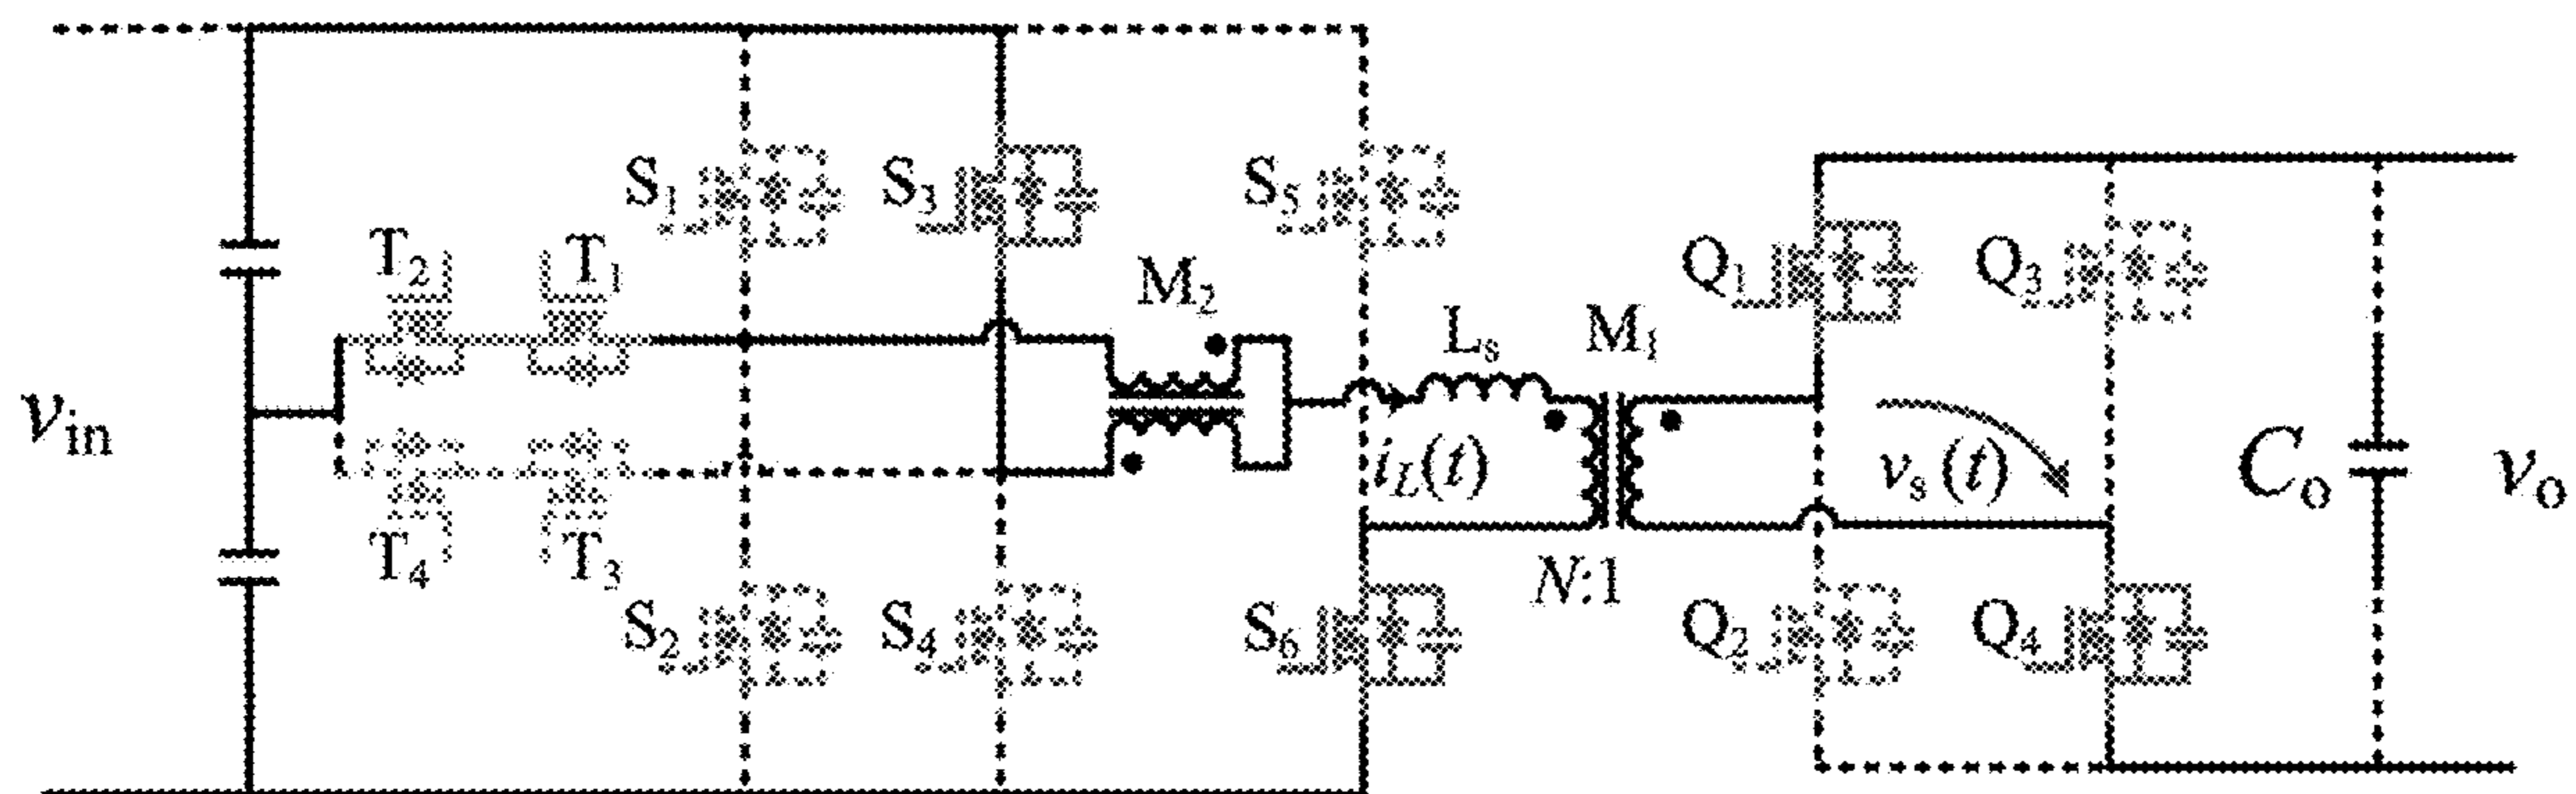 S₁
S₃
S₅
T₂
T₁
M₂
Q₁
Q₃
Lₛ
M₁
vᵢₙ
i_L(t)
vₛ(t)
Cₒ
vₒ
T₄
T₃
N:1
S₂
S₄
S₆
Q₂
Q₄